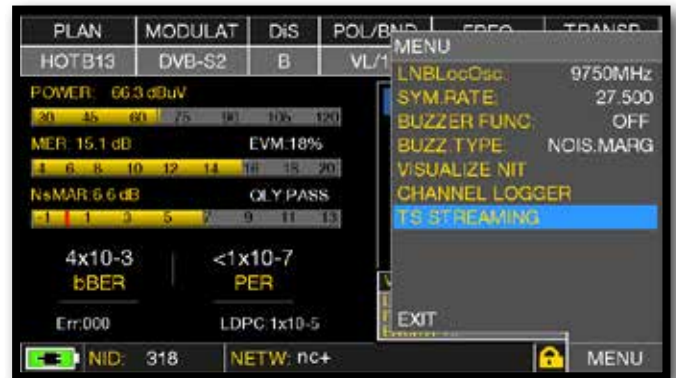 PLAN MODULAT DiS POL/BND FREQ TRANSP
HOTB13 DVB-S2 B VL/1
MENU
LNBLocOsc: 9750MHz
SYM.RATE: 27.500
BUZZER FUNC: OFF
BUZZ.TYPE: NOIS.MARG
VISUALIZE NIT
CHANNEL LOGGER
TS STREAMING
EXIT
POWER: 66.3 dBuV
30 45 60 75 90 105 120
MER: 15.1 dB EVM:18%
4 6 8 10 12 14 16 18 20
NsMAR:6.6 dB QLY:PASS
-1 1 3 5 7 9 11 13
4x10-3 <1x10-7
bBER PER
Err:000 LDPC:1x10-5
NID: 318 NETW: nc+ MENU